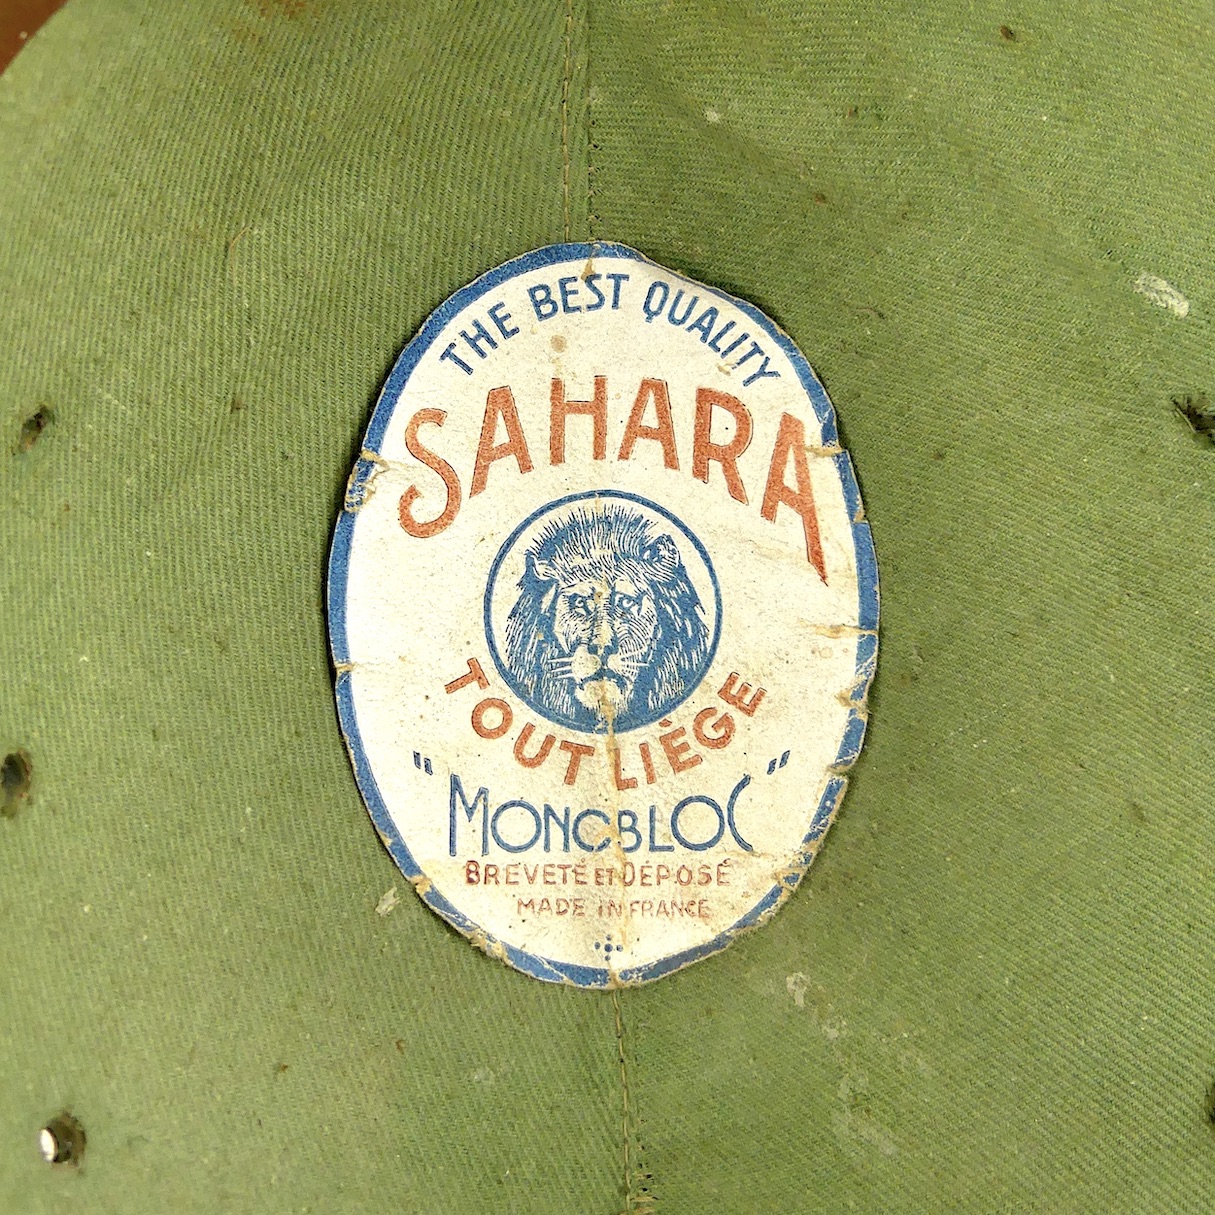 THE BEST QUALITY
SAHARA
TOUT LIÈGE
"MONOBLOC"
BREVETÉ ET DÉPOSÉ
MADE IN FRANCE